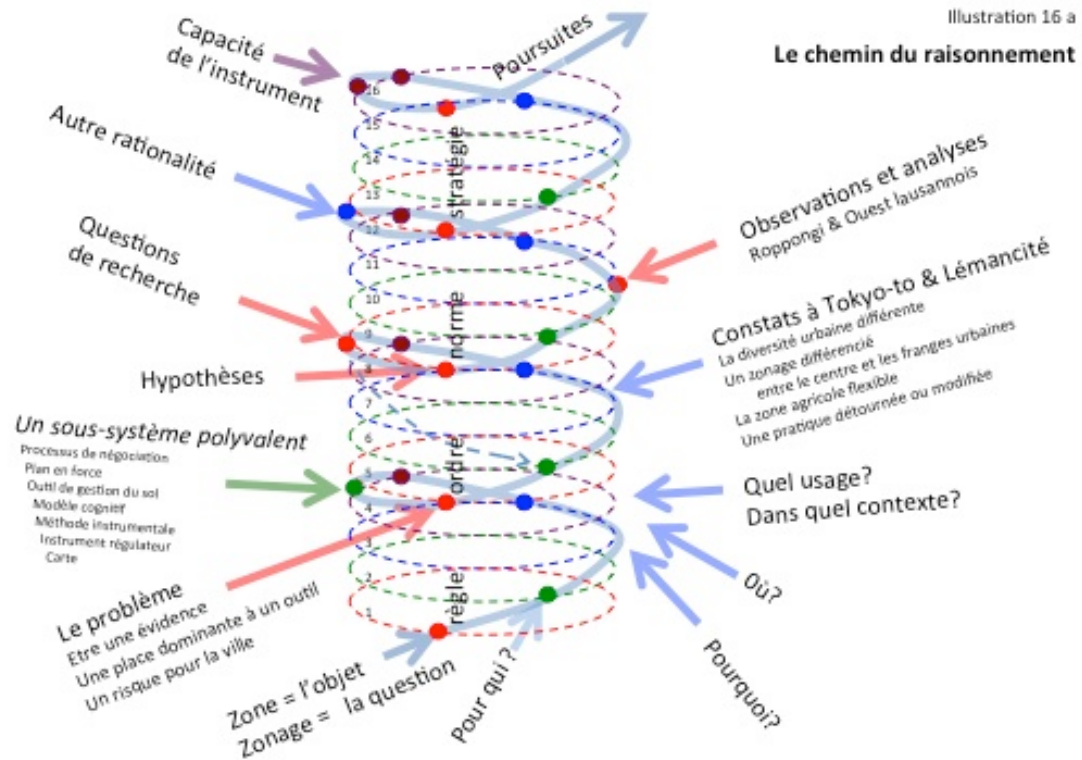 Illustration 16 a
Le chemin du raisonnement
Capacité
de l'instrument
Poursuites
Autre rationalité
Questions
de recherche
Hypothèses
Un sous-système polyvalent
Processus de négociation
Plan en force
Outil de gestion du sol
Modèle cognitif
Méthode instrumentale
Instrument régulateur
Carte
Le problème
Etre une évidence
Une place dominante à un outil
Un risque pour la ville
Zone = l'objet
Zonage = la question
Pour qui ?
Pourquoi?
Où?
Quel usage?
Dans quel contexte?
Constats à Tokyo-to & Lémancité
La diversité urbaine différente
Un zonage différencié
entre le centre et les franges urbaines
La zone agricole flexible
Une pratique détournée ou modifiée
Observations et analyses
Roppongi & Ouest lausannois
16
15
14
13
12
11
10
9
8
7
6
5
4
3
2
1
stratégie
norme
ordre
règle